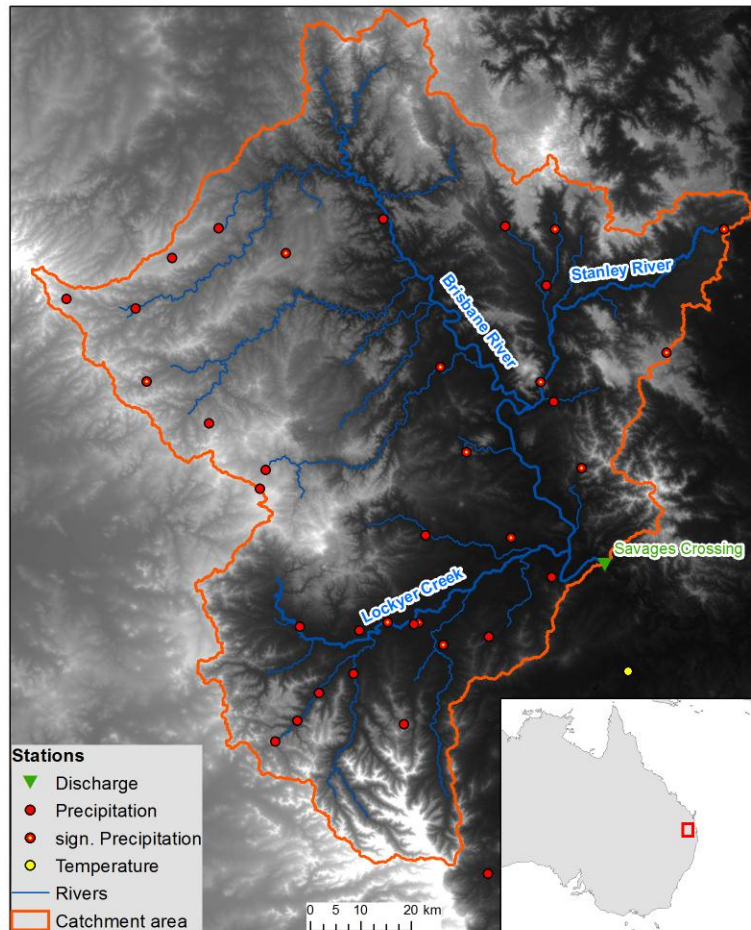 Stanley River
Brisbane River
Savages Crossing
Lockyer Creek
Stations
Discharge
Precipitation
sign. Precipitation
Temperature
Rivers
Catchment area
0 5 10 20 km